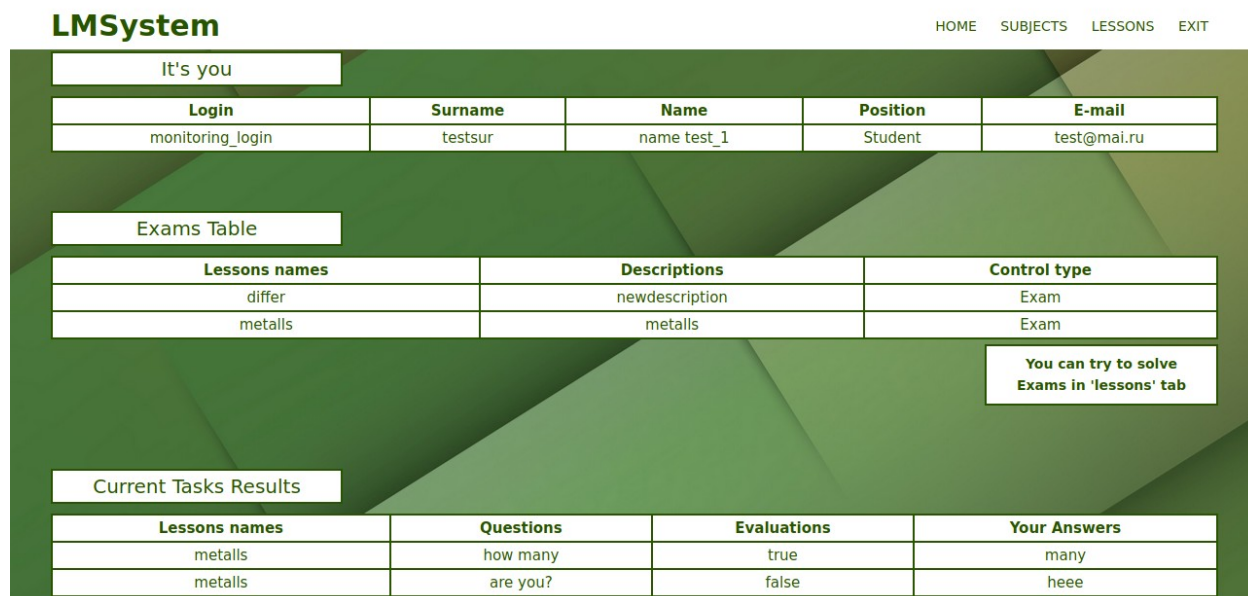 LMSystem HOME SUBJECTS LESSONS EXIT
It's you
Login Surname Name Position E-mail
monitoring_login testsur name test_1 Student test@mai.ru
Exams Table
Lessons names Descriptions Control type
differ newdescription Exam
metalls metalls Exam
You can try to solve
Exams in 'lessons' tab
Current Tasks Results
Lessons names Questions Evaluations Your Answers
metalls how many true many
metalls are you? false heee